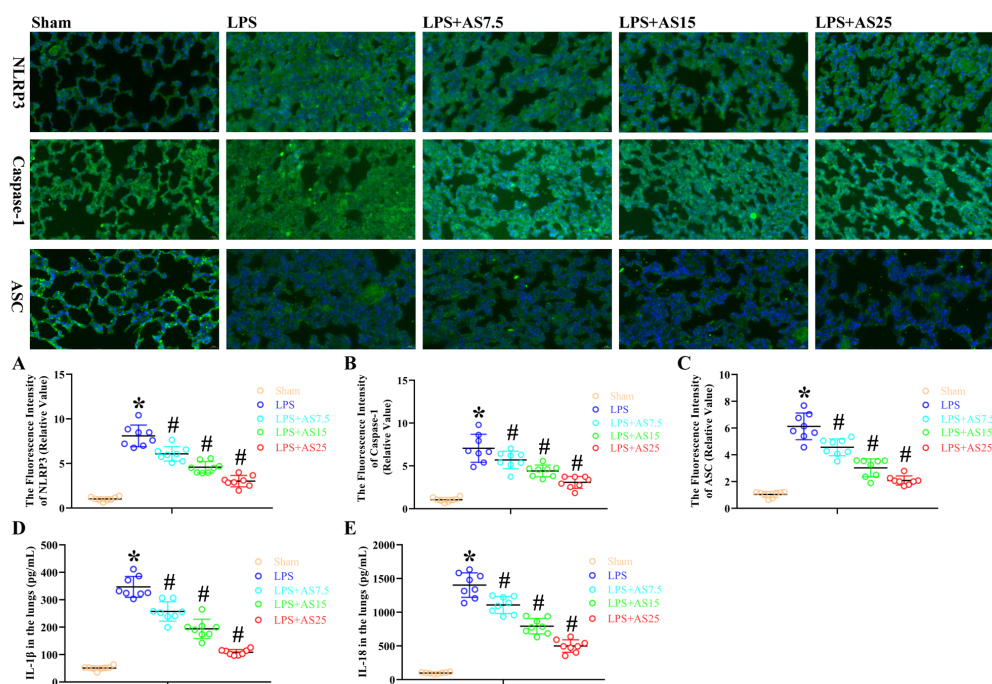 Sham LPS LPS+AS7.5 LPS+AS15 LPS+AS25
NLRP3
Caspase-1
ASC
A
The Fluorescence Intensity
of NLRP3 (Relative Value)
15
10
5
0
*
#
#
#
Sham
LPS
LPS+AS7.5
LPS+AS15
LPS+AS25
B
The Fluorescence Intensity
of Caspase-1
(Relative Value)
15
10
5
0
*
#
#
#
Sham
LPS
LPS+AS7.5
LPS+AS15
LPS+AS25
C
The Fluorescence Intensity
of ASC (Relative Value)
10
8
6
4
2
0
*
#
#
#
Sham
LPS
LPS+AS7.5
LPS+AS15
LPS+AS25
D
IL-1β in the lungs (pg/mL)
500
400
300
200
100
0
*
#
#
#
Sham
LPS
LPS+AS7.5
LPS+AS15
LPS+AS25
E
IL-18 in the lungs (pg/mL)
2000
1500
1000
500
0
*
#
#
#
Sham
LPS
LPS+AS7.5
LPS+AS15
LPS+AS25